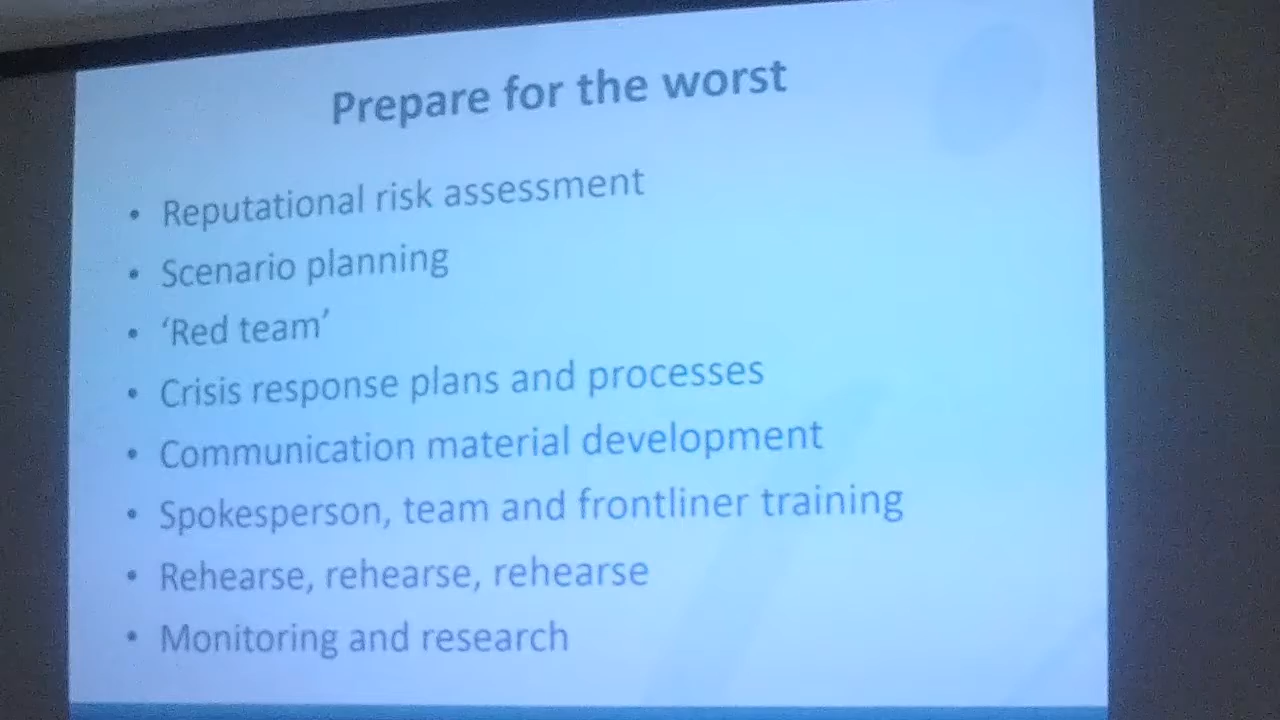 Prepare for the worst
• Reputational risk assessment
• Scenario planning
• ‘Red team’
• Crisis response plans and processes
• Communication material development
• Spokesperson, team and frontliner training
• Rehearse, rehearse, rehearse
• Monitoring and research